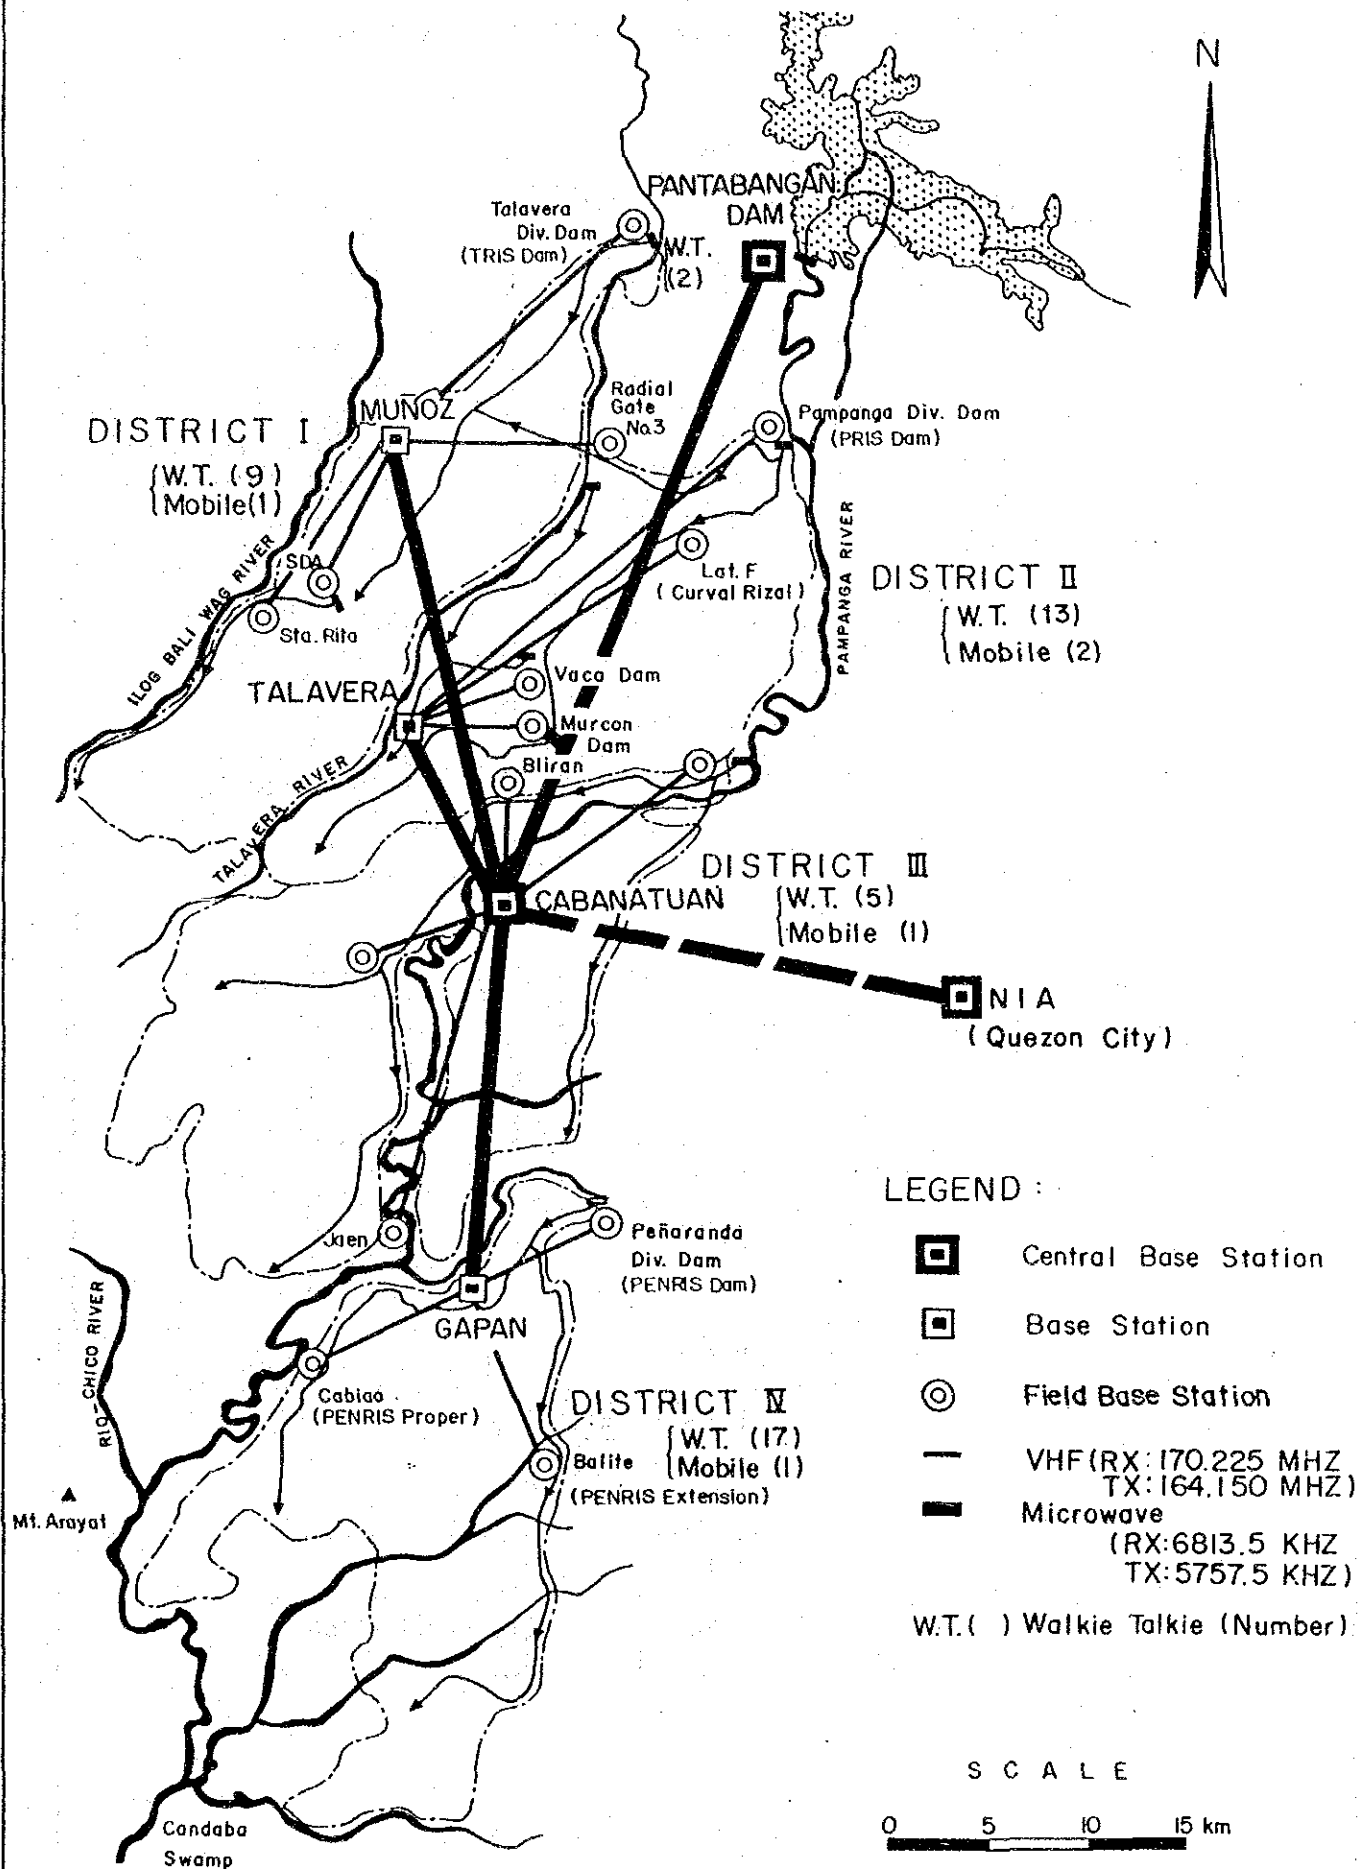 N
PANTABANGAN
DAM
Talavera
Div. Dam
(TRIS Dam)
W.T.
(2)
Radial
Gate
No.3
MUÑOZ
Pampanga Div. Dam
(PRIS Dam)
DISTRICT I
W.T. (9)
Mobile(1)
SDA
Sta. Rita
ILOG BALI WAG RIVER
Lat. F
(Curval Rizal)
PAMPANGA RIVER
DISTRICT II
W.T. (13)
Mobile (2)
TALAVERA
Vaca Dam
Murcon
Dam
Bliran
TALAVERA RIVER
DISTRICT III
W.T. (5)
Mobile (1)
CABANATUAN
NIA
(Quezon City)
Jaen
Peñaranda
Div. Dam
(PENRIS Dam)
GAPAN
RIO-CHICO RIVER
Cabiao
(PENRIS Proper)
DISTRICT IV
W.T. (17)
Mobile (1)
Balite
(PENRIS Extension)
Mt. Arayat
Candaba
Swamp
LEGEND :
Central Base Station
Base Station
Field Base Station
VHF(RX:170.225 MHZ
TX:164.150 MHZ)
Microwave
(RX:6813.5 KHZ
TX:5757.5 KHZ)
W.T.( ) Walkie Talkie (Number)
SCALE
0 5 10 15 km